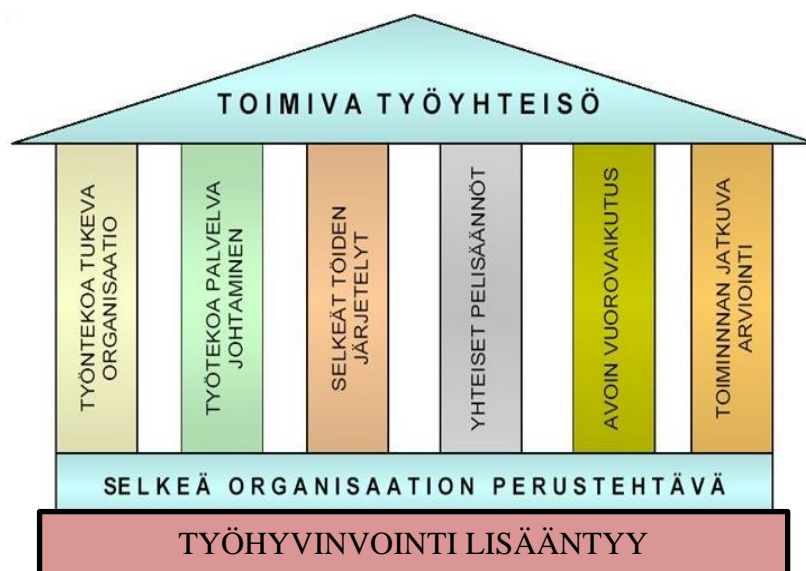 TOIMIVA TYÖYHTEISÖ
TYÖNTEKOA TUKEVA
ORGANISAATIO
TYÖTEKOA PALVELVA
JOHTAMINEN
SELKEÄT TÖIDEN
JÄRJETELYT
YHTEISET PELISÄÄNNÖT
AVOIN VUOROVAIKUTUS
TOIMINNNAN JATKUVA
ARVIOINTI
SELKEÄ ORGANISAATION PERUSTEHTÄVÄ
TYÖHYVINVOINTI LISÄÄNTYY